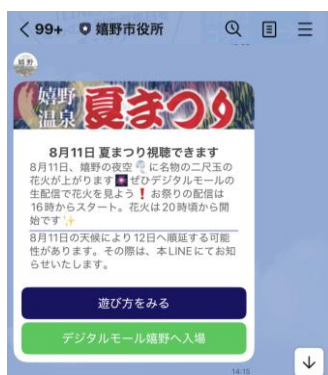 99+ 嬉野市役所
嬉野
嬉野
温泉
夏まつり
8月11日 夏まつり視聴できます
8月11日、嬉野の夜空🎐に名物の二尺玉の
花火が上がります🎆ぜひデジタルモールの
生配信で花火を見よう❗お祭りの配信は
16時からスタート。花火は20時頃から開
始です✨
8月11日の天候により12日へ順延する可能
性があります。その際は、本LINEにてお知
らせいたします。
遊び方をみる
デジタルモール嬉野へ入場
14:15